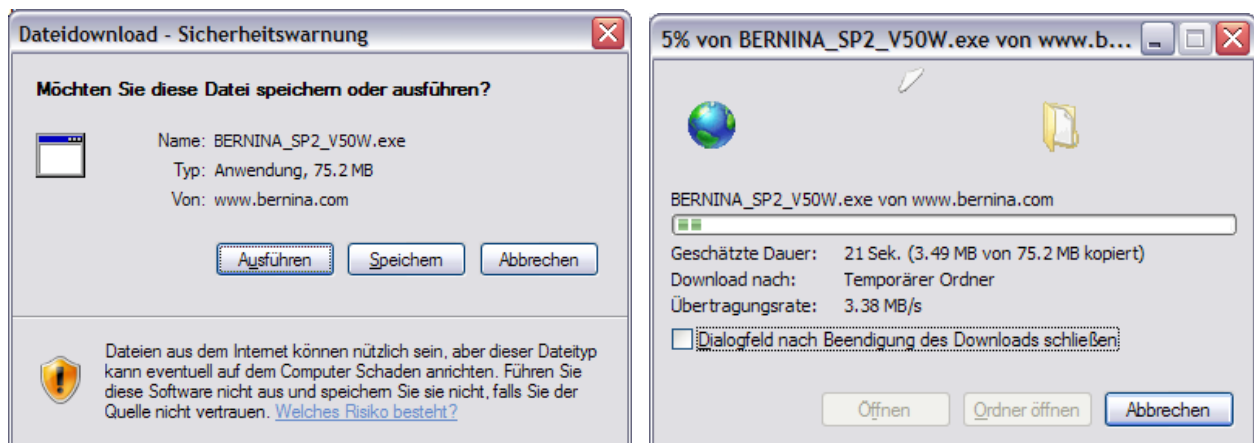 Dateidownload - Sicherheitswarnung
Möchten Sie diese Datei speichern oder ausführen?
Name: BERNINA_SP2_V50W.exe
Typ: Anwendung, 75.2 MB
Von: www.bernina.com
Ausführen Speichern Abbrechen
Dateien aus dem Internet können nützlich sein, aber dieser Dateityp
kann eventuell auf dem Computer Schaden anrichten. Führen Sie
diese Software nicht aus und speichern Sie sie nicht, falls Sie der
Quelle nicht vertrauen. Welches Risiko besteht?
5% von BERNINA_SP2_V50W.exe von www.b...
BERNINA_SP2_V50W.exe von www.bernina.com
Geschätzte Dauer: 21 Sek. (3.49 MB von 75.2 MB kopiert)
Download nach: Temporärer Ordner
Übertragungsrate: 3.38 MB/s
Dialogfeld nach Beendigung des Downloads schließen
Öffnen Ordner öffnen Abbrechen